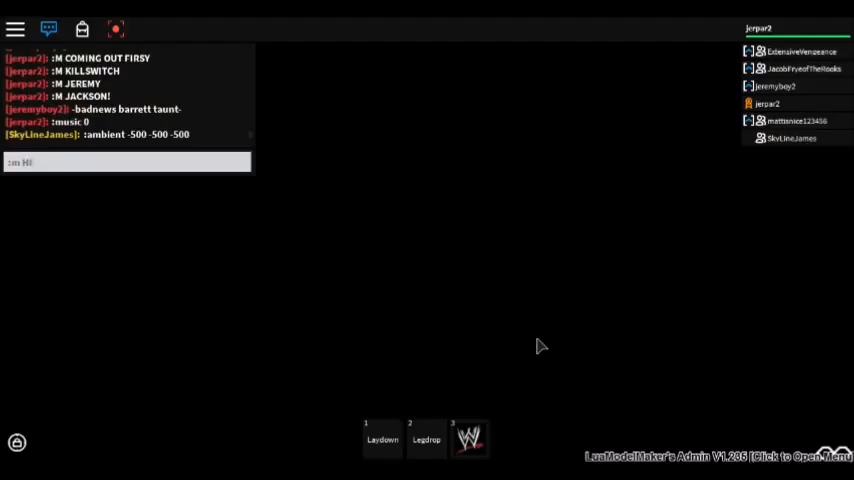 jerpar2
[jerpar2]: :M COMING OUT FIRSY
[jerpar2]: :M KILLSWITCH
[jerpar2]: :M JEREMY
[jerpar2]: :M JACKSON!
[jeremyboy2]: -badnews barrett taunt-
[jerpar2]: :music 0
[SkyLineJames]: :ambient -500 -500 -500
:m HI
ExtensiveVengeance
JacobFryeofTheRooks
jeremyboy2
jerpar2
mattisnice123456
SkyLineJames
1
Laydown
2
Legdrop
3
W
LuaModelMaker's Admin V1.285 [Click to Open Menu